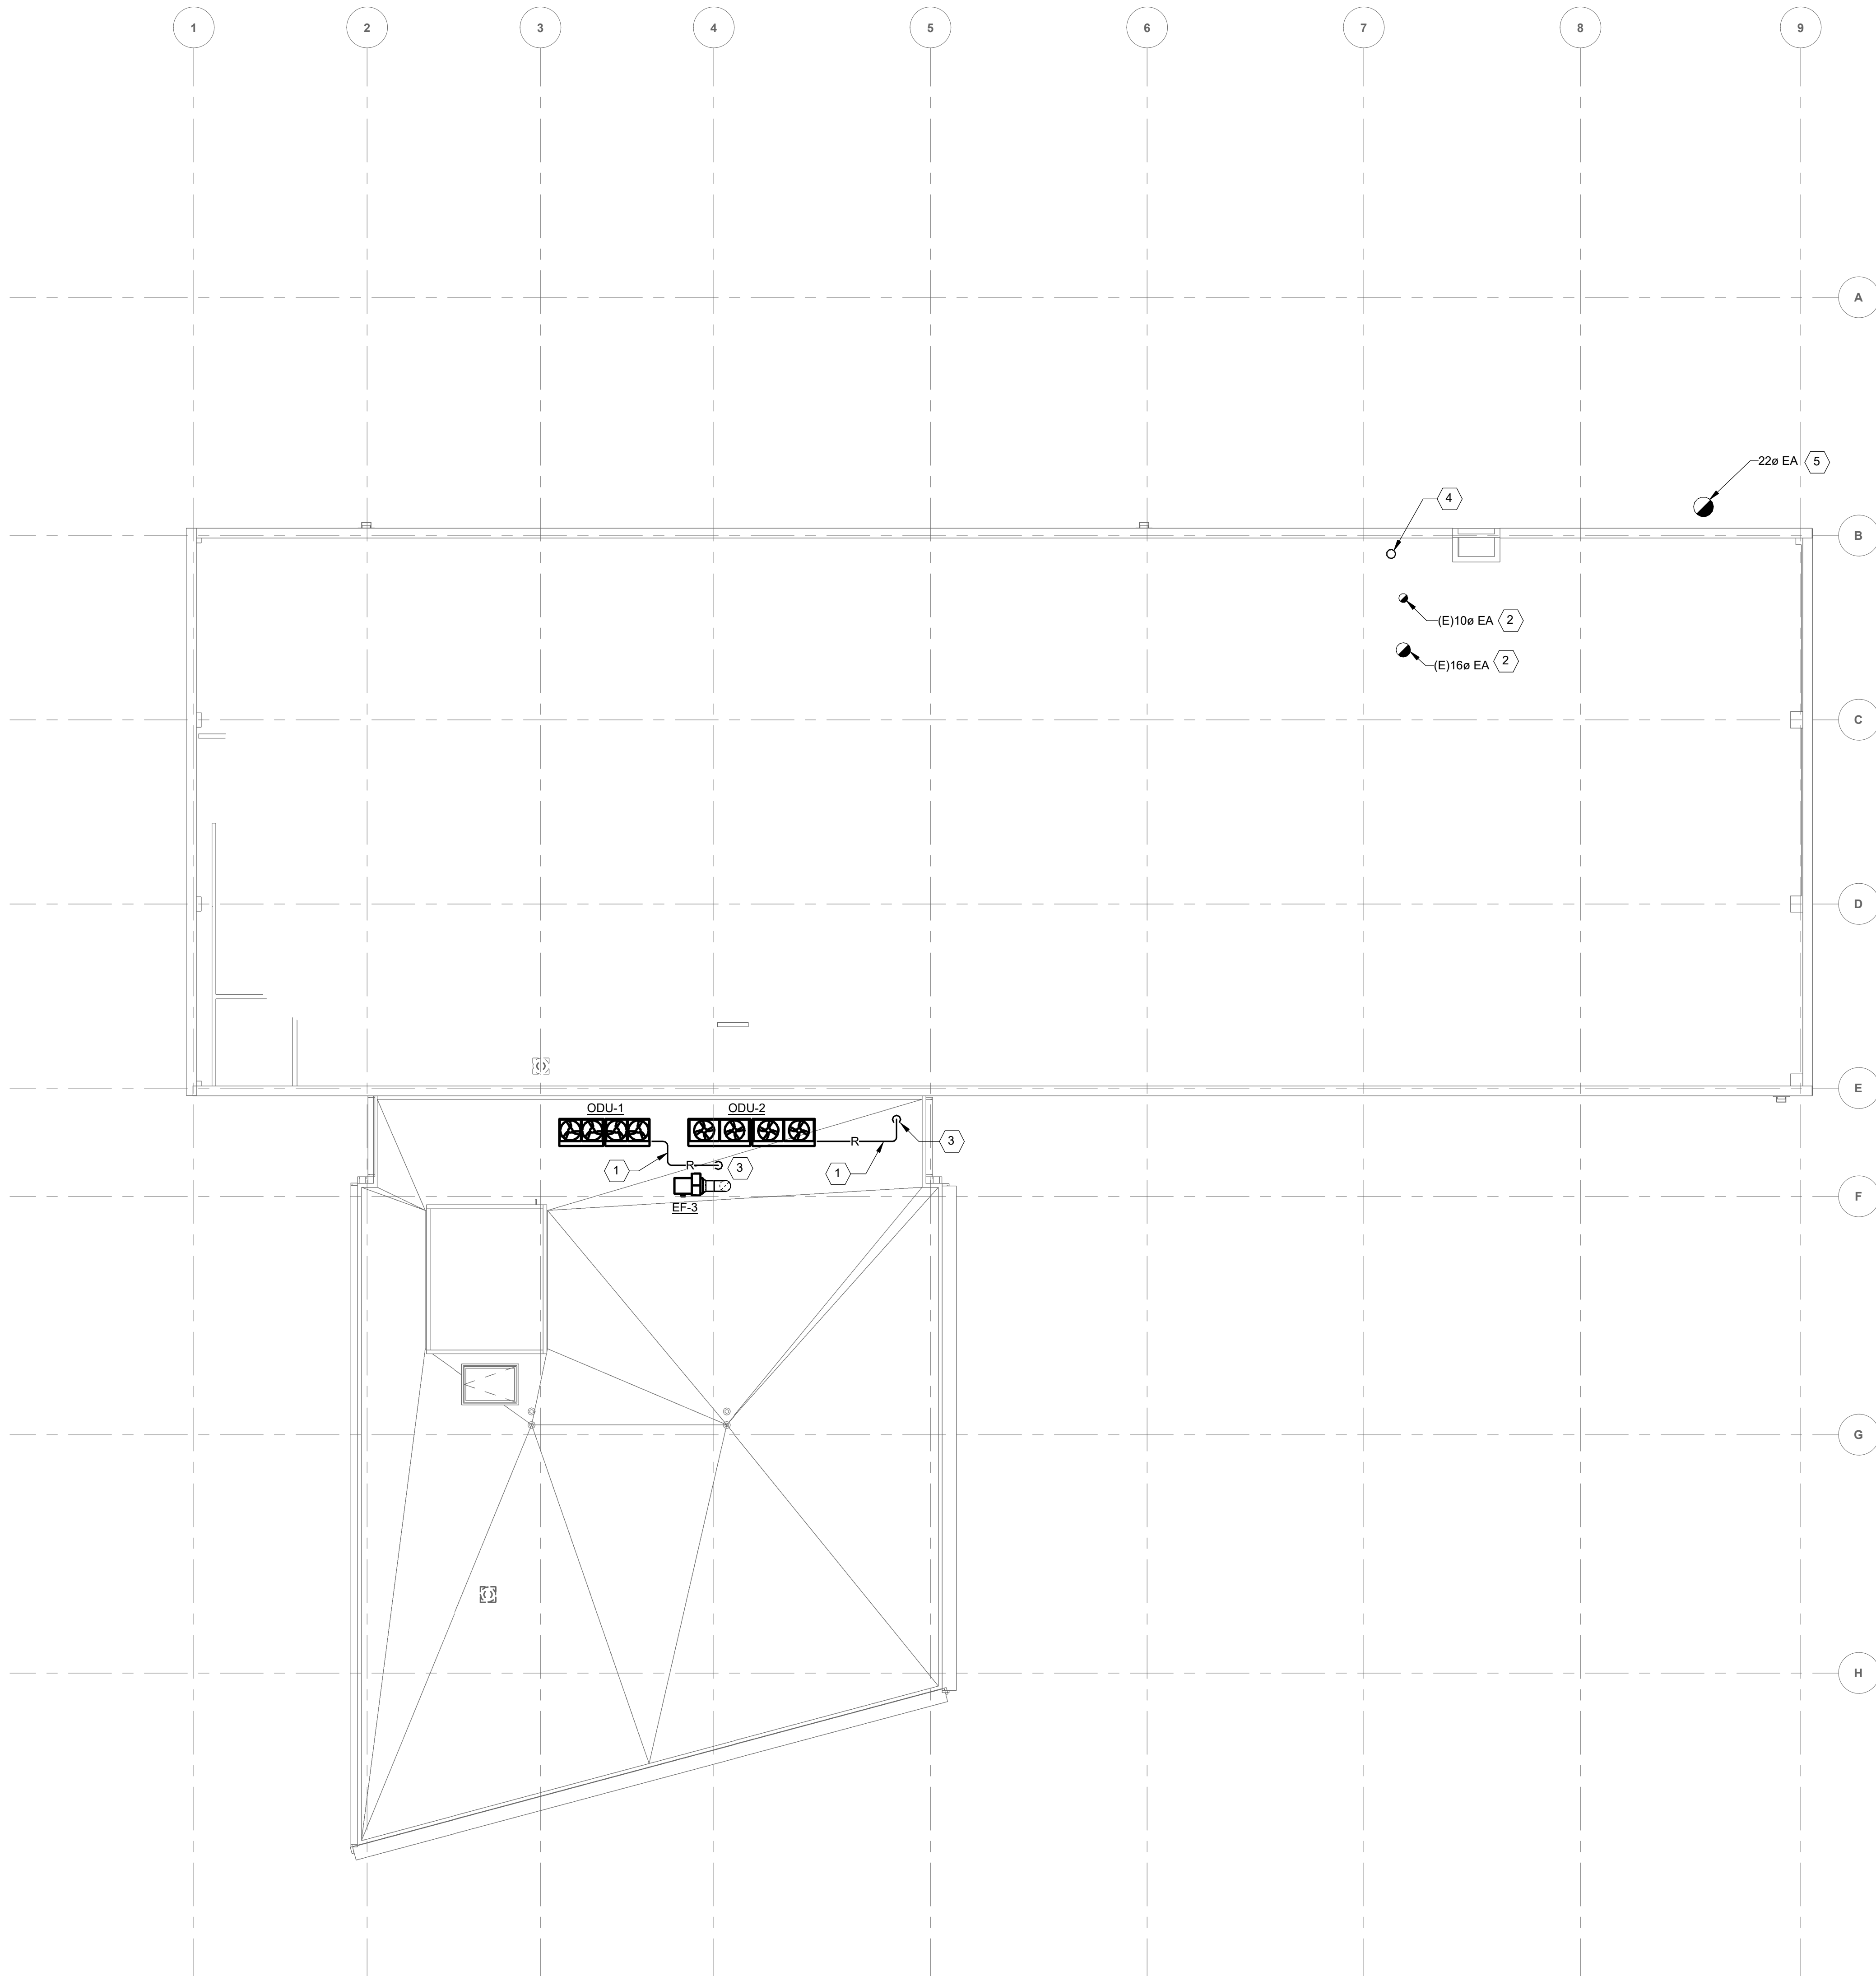 1 2 3 4 5 6 7 8 9
A
22ø EA 5
4
B
(E)10ø EA 2
(E)16ø EA 2
C
D
E
ODU-1 ODU-2
R 3
1 R 3 1
F
EF-3
G
H